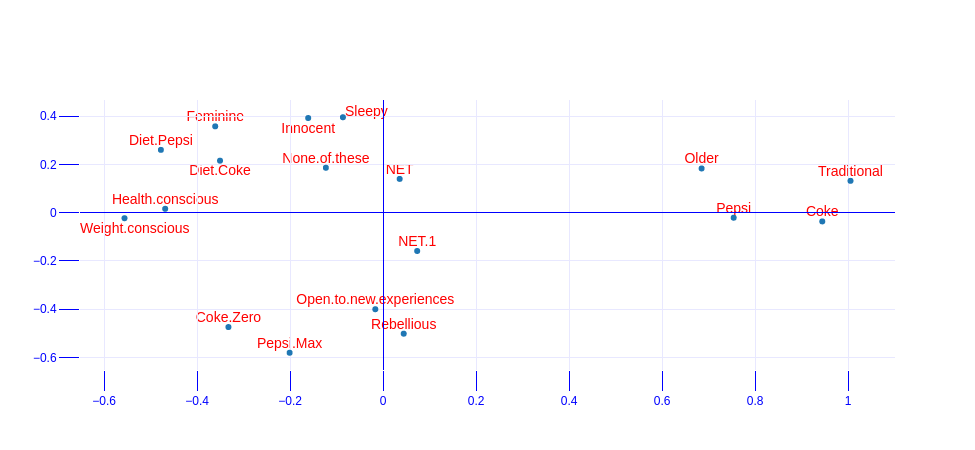 0.4
Feminine
Sleepy
Innocent
Diet.Pepsi
0.2
Diet.Coke
None.of.these
NET
Older
Traditional
Health.conscious
0
Pepsi
Coke
Weight.conscious
NET.1
−0.2
Open.to.new.experiences
−0.4
Coke.Zero
Rebellious
Pepsi.Max
−0.6
−0.6 −0.4 −0.2 0 0.2 0.4 0.6 0.8 1